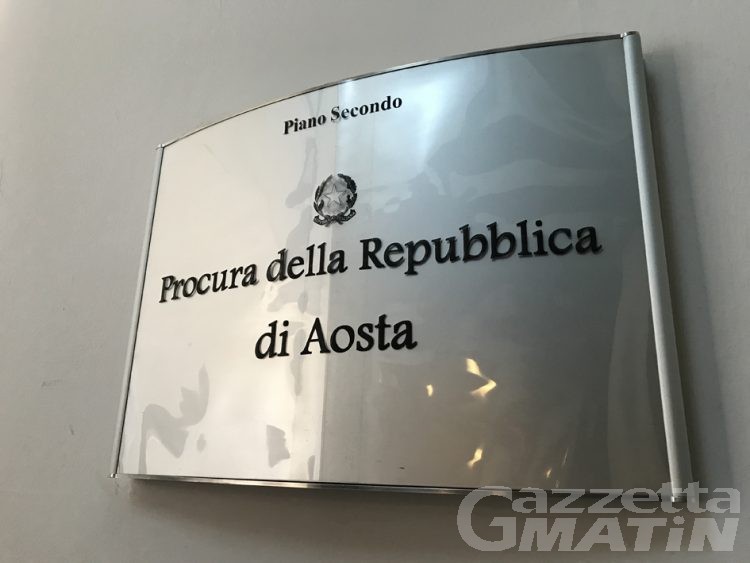 Piano Secondo
Procura della Repubblica
di Aosta
Gazzetta
MATiN